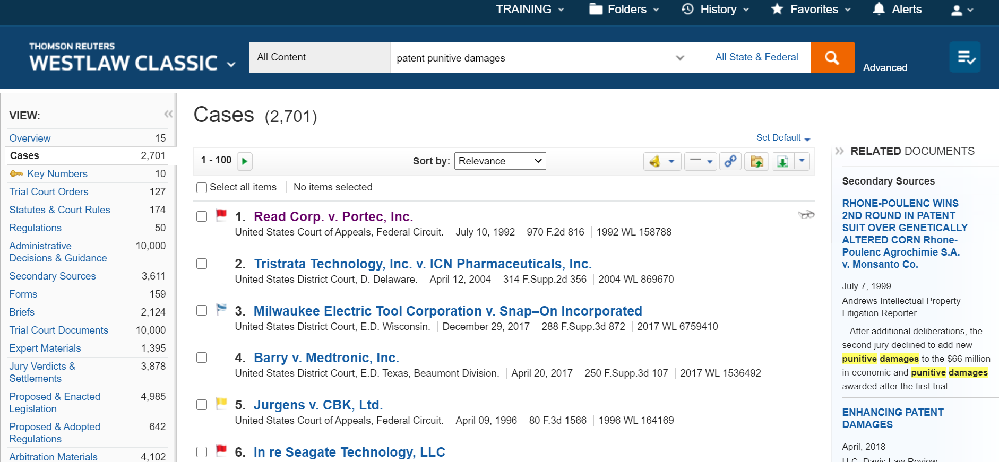 TRAINING Folders History Favorites Alerts
THOMSON REUTERS
WESTLAW CLASSIC
All Content
patent punitive damages
All State & Federal
Advanced
VIEW:
Overview 15
Cases 2,701
Key Numbers 10
Trial Court Orders 127
Statutes & Court Rules 174
Regulations 50
Administrative 10,000
Decisions & Guidance
Secondary Sources 3,611
Forms 159
Briefs 2,124
Trial Court Documents 10,000
Expert Materials 1,395
Jury Verdicts & 3,878
Settlements
Proposed & Enacted 4,985
Legislation
Proposed & Adopted 642
Regulations
Arbitration Materials 4,102
Cases (2,701)
Set Default
1 - 100
Sort by: Relevance
Select all items No items selected
1. Read Corp. v. Portec, Inc.
United States Court of Appeals, Federal Circuit. July 10, 1992 970 F.2d 816 1992 WL 158788
2. Tristrata Technology, Inc. v. ICN Pharmaceuticals, Inc.
United States District Court, D. Delaware. April 12, 2004 314 F.Supp.2d 356 2004 WL 869670
3. Milwaukee Electric Tool Corporation v. Snap–On Incorporated
United States District Court, E.D. Wisconsin. December 29, 2017 288 F.Supp.3d 872 2017 WL 6759410
4. Barry v. Medtronic, Inc.
United States District Court, E.D. Texas, Beaumont Division. April 20, 2017 250 F.Supp.3d 107 2017 WL 1536492
5. Jurgens v. CBK, Ltd.
United States Court of Appeals, Federal Circuit. April 09, 1996 80 F.3d 1566 1996 WL 164169
6. In re Seagate Technology, LLC
RELATED DOCUMENTS
Secondary Sources
RHONE-POULENC WINS
2ND ROUND IN PATENT
SUIT OVER GENETICALLY
ALTERED CORN Rhone-
Poulenc Agrochimie S.A.
v. Monsanto Co.
July 7, 1999
Andrews Intellectual Property
Litigation Reporter
...After additional deliberations, the
second jury declined to add new
punitive damages to the $66 million
in economic and punitive damages
awarded after the first trial....
ENHANCING PATENT
DAMAGES
April, 2018
U.C. Davis Law Review